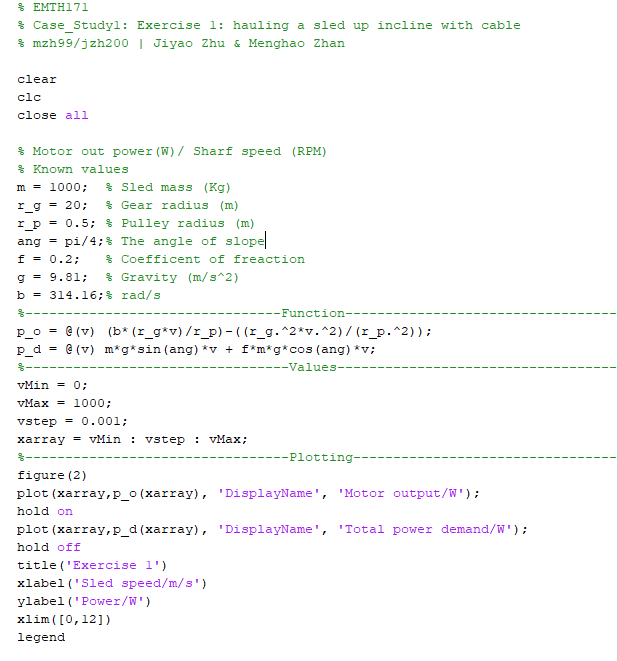 % EMTH171
% Case_Study1: Exercise 1: hauling a sled up incline with cable
% mzh99/jzh200 | Jiyao Zhu & Menghao Zhan
clear
clc
close all
% Motor out power(W)/ Sharf speed (RPM)
% Known values
m = 1000;  % Sled mass (Kg)
r_g = 20;  % Gear radius (m)
r_p = 0.5; % Pulley radius (m)
ang = pi/4;% The angle of slope
f = 0.2;   % Coefficent of freaction
g = 9.81;  % Gravity (m/s^2)
b = 314.16;% rad/s
%---------------------------------Function----------------------------------
p_o = @(v) (b*(r_g*v)/r_p)-((r_g.^2*v.^2)/(r_p.^2));
p_d = @(v) m*g*sin(ang)*v + f*m*g*cos(ang)*v;
%---------------------------------Values-----------------------------------
vMin = 0;
vMax = 1000;
vstep = 0.001;
xarray = vMin : vstep : vMax;
%---------------------------------Plotting---------------------------------
figure(2)
plot(xarray,p_o(xarray), 'DisplayName', 'Motor output/W');
hold on
plot(xarray,p_d(xarray), 'DisplayName', 'Total power demand/W');
hold off
title('Exercise 1')
xlabel('Sled speed/m/s')
ylabel('Power/W')
xlim([0,12])
legend